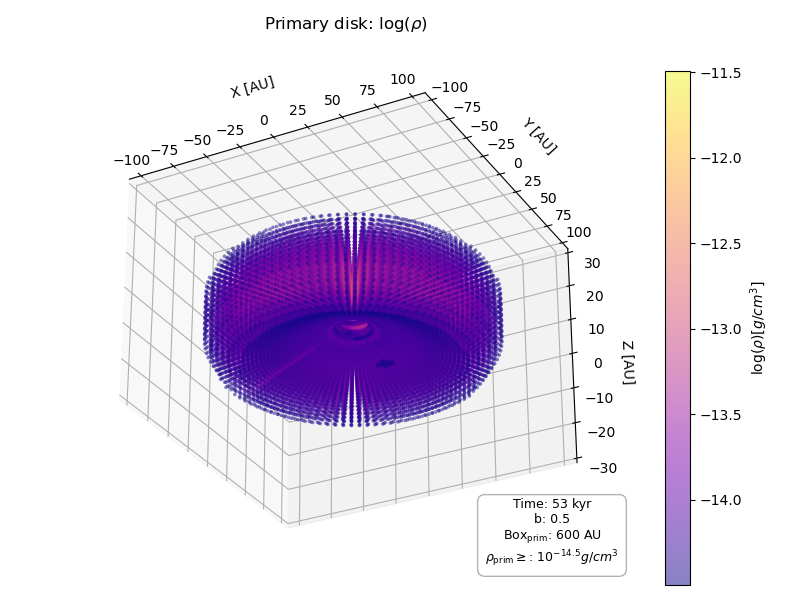 Primary disk: log(ρ)
X [AU]
−100 −75 −50 −25 0 25 50 75 100
Y [AU]
−100 −75 −50 −25 0 25 50 75 100
Z [AU]
30 20 10 0 −10 −20 −30
−11.5
−12.0
−12.5
−13.0
−13.5
−14.0
log(ρ)[g/cm³]
Time: 53 kyr
b: 0.5
Box_prim: 600 AU
ρ_prim ≥: 10^−14.5 g/cm³